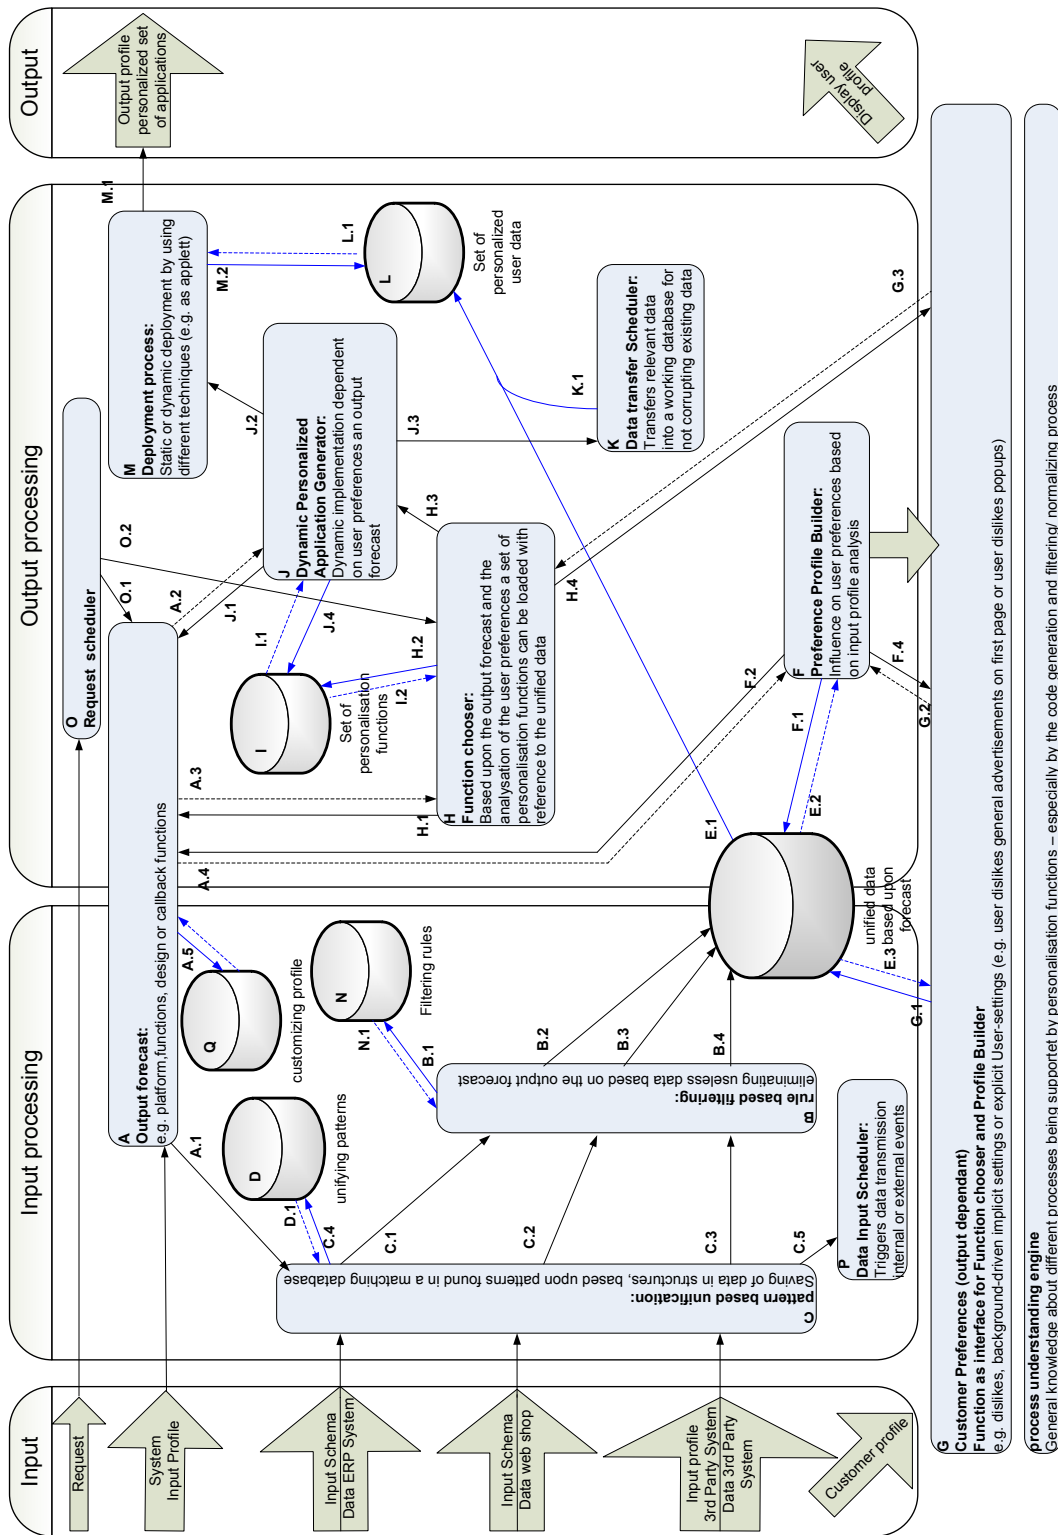 Input
Input processing
Output processing
Output
Request
System
Input Profile
Input Schema
Data ERP System
Input Schema
Data web shop
Input profile
3rd Party System
Data 3rd Party
System
Customer profile
O
Request scheduler
O.1
O.2
A
Output forecast:
e.g. platform,functions, design or callback functions
A.1
A.2
A.3
A.4
A.5
Q
customizing profile
D
unifying patterns
D.1
N
Filtering rules
N.1
C
pattern based unification:
Saving of data in structures, based upon patterns found in a matching database
C.1
C.2
C.3
C.4
C.5
B
rule based filtering:
eliminating useless data based on the output forecast
B.1
B.2
B.3
B.4
P
Data Input Scheduler:
Triggers data transmission
internal or external events
unified data
based upon
forecast
E.1
E.2
E.3
F
Preference Profile Builder:
Influence on user preferences based
on input profile analysis
F.1
F.2
F.4
H
Function chooser:
Based upon the output forecast and the
analysation of the user preferences a set of
personalisation functions can be loaded with
reference to the unified data
H.1
H.2
H.3
H.4
I
Set of
personalisation
functions
I.1
I.2
J
Dynamic Personalized
Application Generator:
Dynamic implementation dependent
on user preferences an output
forecast
J.1
J.2
J.3
J.4
K
Data transfer Scheduler:
Transfers relevant data
into a working database for
not corrupting existing data
K.1
L
Set of
personalized
user data
L.1
M
Deployment process:
Static or dynamic deployment by using
different techniques (e.g. as applett)
M.1
M.2
Output profile
personalized set
of applications
Display user
profile
G.1
G.2
G.3
G
Customer Preferences (output dependant)
Function as interface for Function chooser and Profile Builder
e.g. dislikes, background-driven implicit settings or explicit User-settings (e.g. user dislikes general advertisements on first page or user dislikes popups)
process understanding engine
General knowledge about different processes being supportet by personalisation functions – especially by the code generation and filtering/ normalizing process